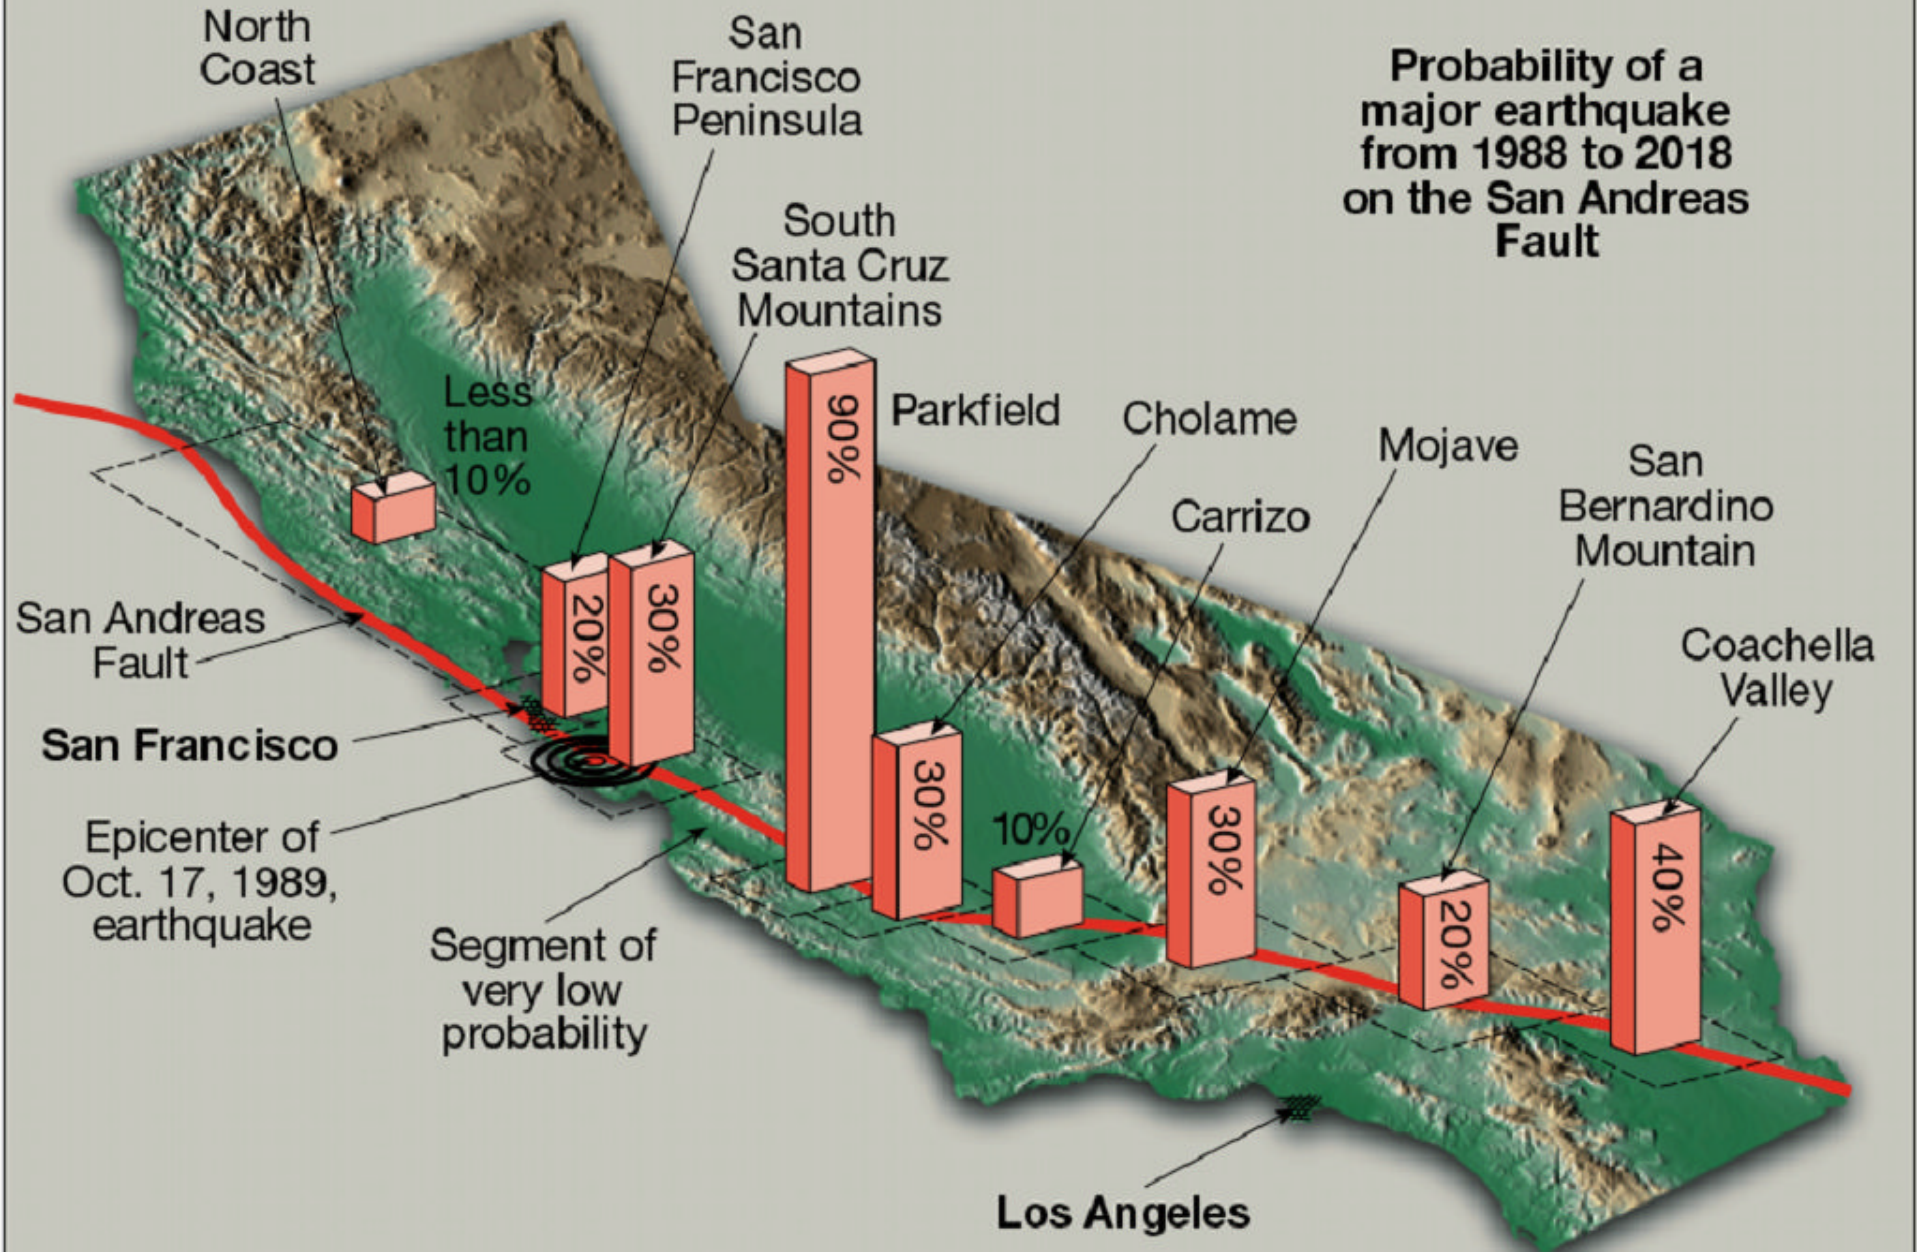 North
Coast
San
Francisco
Peninsula
Probability of a
major earthquake
from 1988 to 2018
on the San Andreas
Fault
South
Santa Cruz
Mountains
Less
than
10%
90%
Parkfield
Cholame
Mojave
San
Bernardino
Mountain
Carrizo
San Andreas
Fault
20%
30%
Coachella
Valley
San Francisco
30%
10%
30%
40%
20%
Epicenter of
Oct. 17, 1989,
earthquake
Segment of
very low
probability
Los Angeles